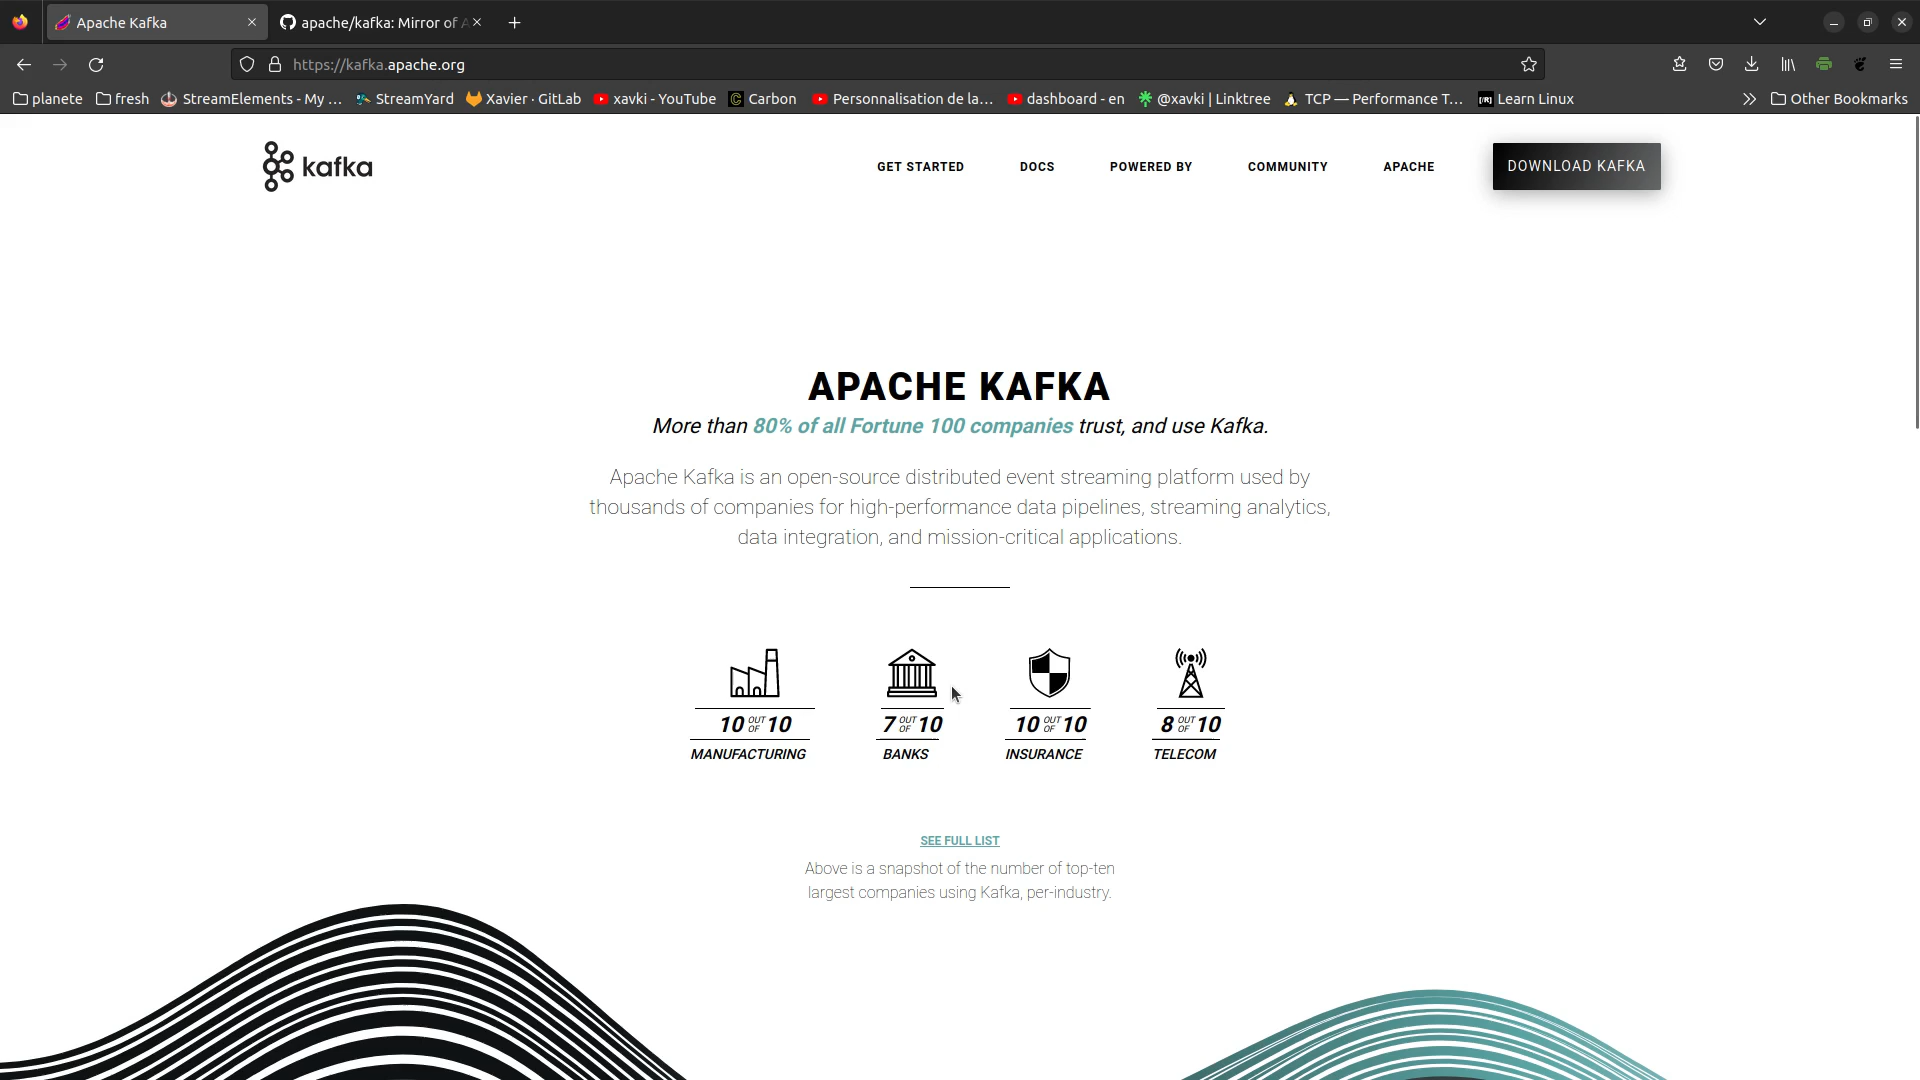 Apache Kafka
apache/kafka: Mirror of A
https://kafka.apache.org
planete
fresh
StreamElements - My ...
StreamYard
Xavier · GitLab
xavki - YouTube
Carbon
Personnalisation de la...
dashboard - en
@xavki | Linktree
TCP — Performance T...
Learn Linux
Other Bookmarks
kafka
GET STARTED
DOCS
POWERED BY
COMMUNITY
APACHE
DOWNLOAD KAFKA
APACHE KAFKA
More than 80% of all Fortune 100 companies trust, and use Kafka.
Apache Kafka is an open-source distributed event streaming platform used by
thousands of companies for high-performance data pipelines, streaming analytics,
data integration, and mission-critical applications.
10 OUT OF 10
MANUFACTURING
7 OUT OF 10
BANKS
10 OUT OF 10
INSURANCE
8 OUT OF 10
TELECOM
SEE FULL LIST
Above is a snapshot of the number of top-ten
largest companies using Kafka, per-industry.